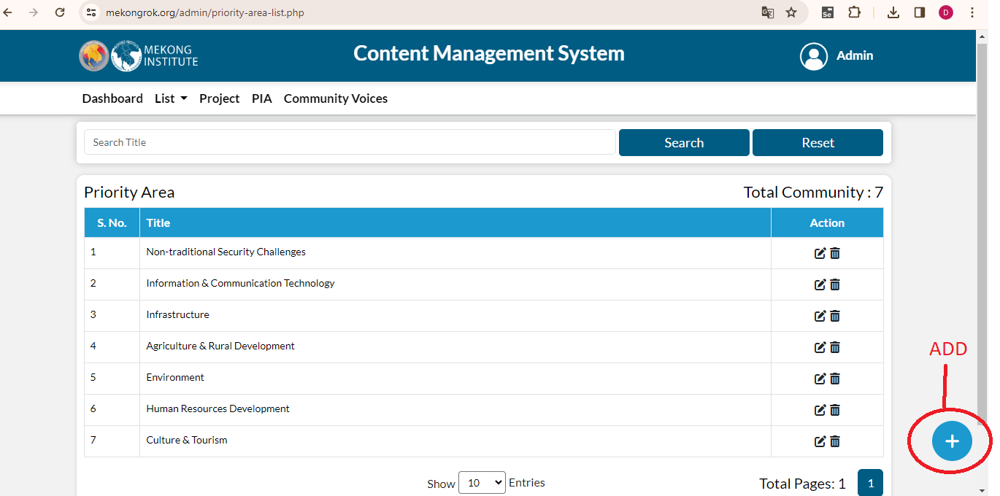 mekongrok.org/admin/priority-area-list.php
Se
D
MEKONG
INSTITUTE
Content Management System
Admin
Dashboard List Project PIA Community Voices
Search Title
Search
Reset
Priority Area
Total Community : 7
S. No. Title Action
1 Non-traditional Security Challenges
2 Information & Communication Technology
3 Infrastructure
4 Agriculture & Rural Development
5 Environment
6 Human Resources Development
7 Culture & Tourism
ADD
+
Show 10 Entries
Total Pages: 1 1